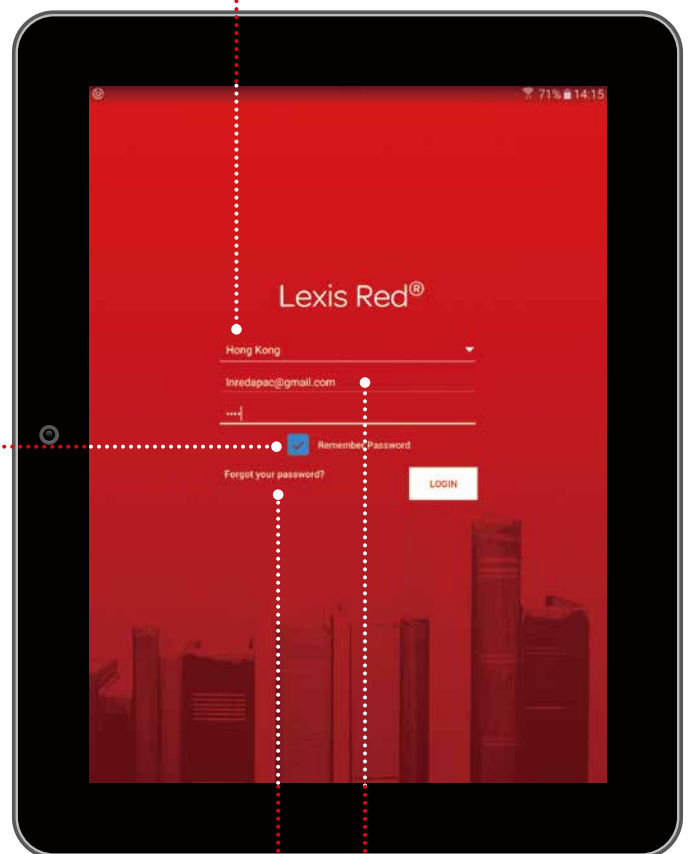 71% 14:15
Lexis Red®
Hong Kong
lnredapac@gmail.com
••••
Remember Password
Forgot your password?
LOGIN